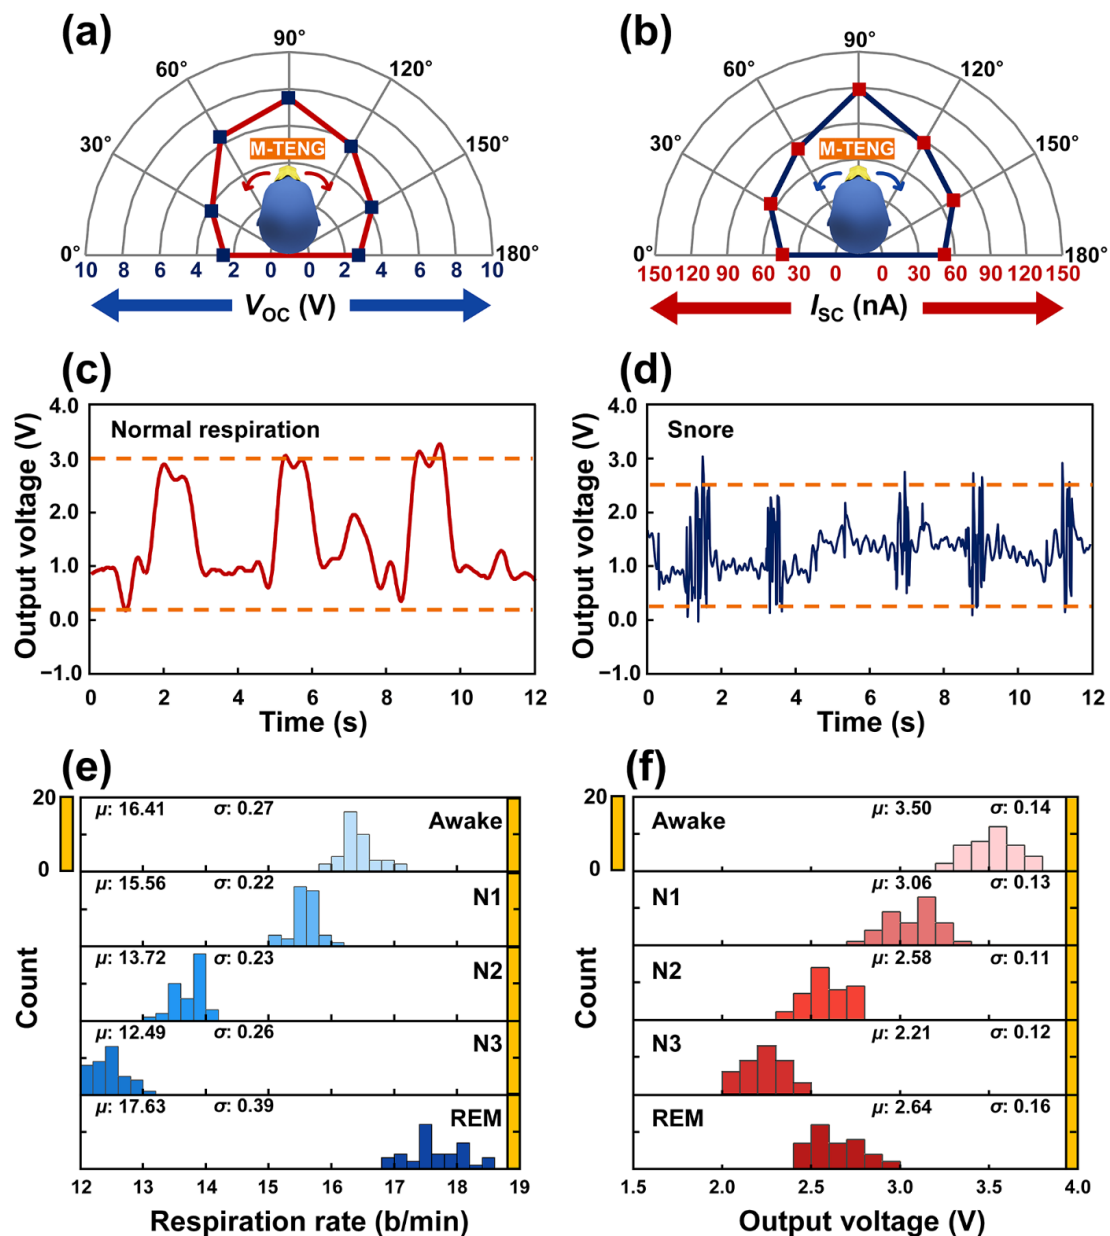 (a)
90°
60°
120°
30°
150°
M-TENG
0°
180°
10 8 6 4 2 0 0 2 4 6 8 10
VOC (V)
(b)
90°
60°
120°
30°
150°
M-TENG
0°
180°
150 120 90 60 30 0 0 30 60 90 120 150
ISC (nA)
(c)
4.0
3.0
2.0
1.0
0.0
−1.0
Output voltage (V)
Normal respiration
0 2 4 6 8 10 12
Time (s)
(d)
4.0
3.0
2.0
1.0
0.0
−1.0
Output voltage (V)
Snore
0 2 4 6 8 10 12
Time (s)
(e)
20
0
Count
μ: 16.41 σ: 0.27
Awake
μ: 15.56 σ: 0.22
N1
μ: 13.72 σ: 0.23
N2
μ: 12.49 σ: 0.26
N3
μ: 17.63 σ: 0.39
REM
12 13 14 15 16 17 18 19
Respiration rate (b/min)
(f)
20
0
Count
μ: 3.50 σ: 0.14
Awake
μ: 3.06 σ: 0.13
N1
μ: 2.58 σ: 0.11
N2
μ: 2.21 σ: 0.12
N3
μ: 2.64 σ: 0.16
REM
1.5 2.0 2.5 3.0 3.5 4.0
Output voltage (V)